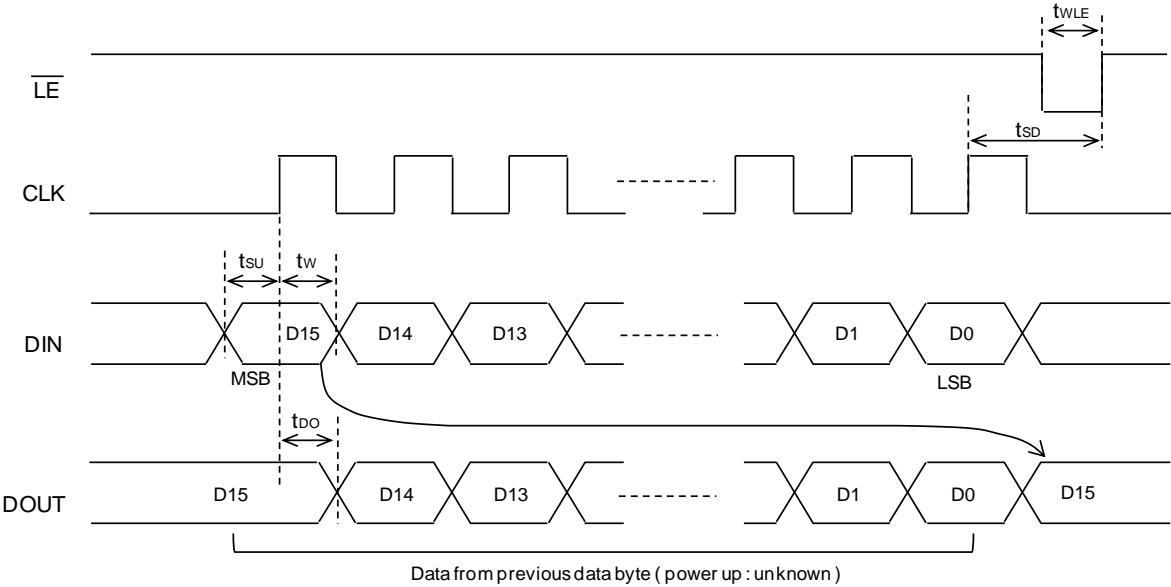 tWLE
LE
tSD
CLK
tSU tW
DIN D15 D14 D13 D1 D0
MSB LSB
tDO
DOUT D15 D14 D13 D1 D0 D15
Data from previous data byte ( power up : unknown )